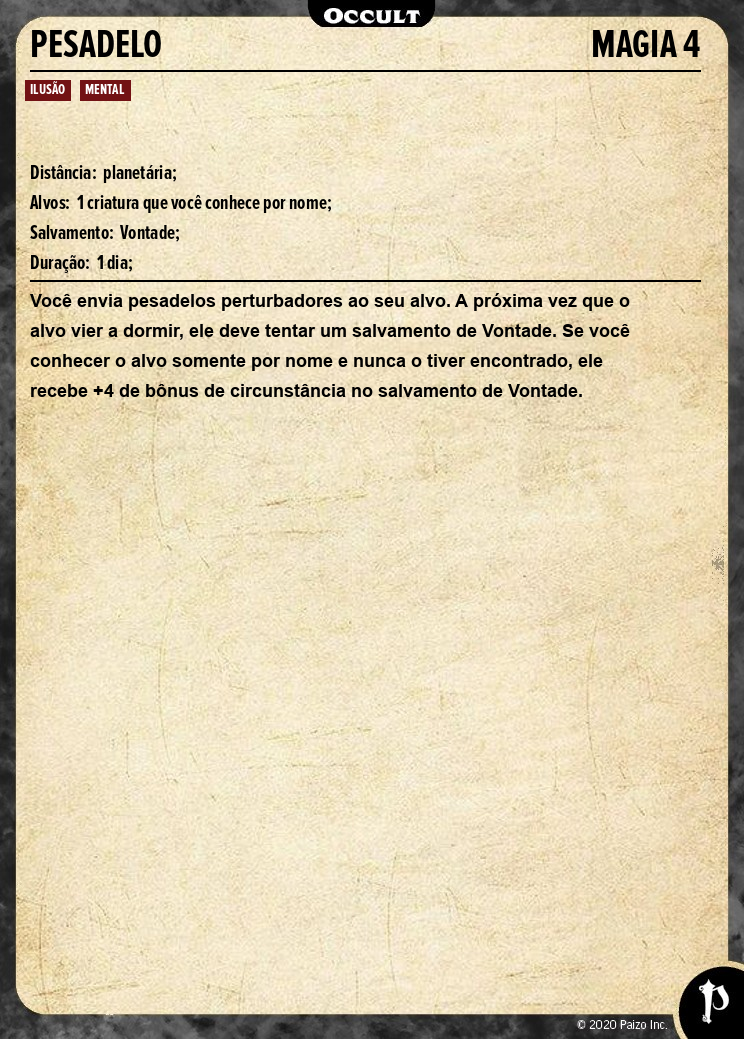 OCCULT
PESADELO MAGIA 4
ILUSÃO MENTAL
Distância: planetária;
Alvos: 1 criatura que você conhece por nome;
Salvamento: Vontade;
Duração: 1 dia;
Você envia pesadelos perturbadores ao seu alvo. A próxima vez que o
alvo vier a dormir, ele deve tentar um salvamento de Vontade. Se você
conhecer o alvo somente por nome e nunca o tiver encontrado, ele
recebe +4 de bônus de circunstância no salvamento de Vontade.
© 2020 Paizo Inc.
P